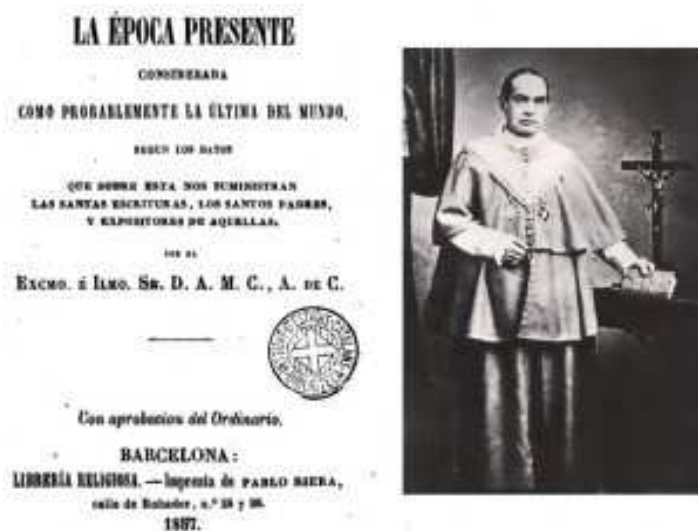 LA ÉPOCA PRESENTE
CONSIDERADA
COMO PROBABLEMENTE LA ÚLTIMA DEL MUNDO,
SEGUN LOS DATOS
QUE SOBRE ESTA NOS SUMINISTRAN
LAS SANTAS ESCRITURAS, LOS SANTOS PADRES,
Y EXPOSITORES DE AQUELLAS.
POR EL
EXCMO. É ILMO. SR. D. A. M. C., A. DE C.
Con aprobacion del Ordinario.
BARCELONA:
LIBRERÍA RELIGIOSA. — Imprenta de PABLO RIERA,
calle de Robador, n.°
1857.